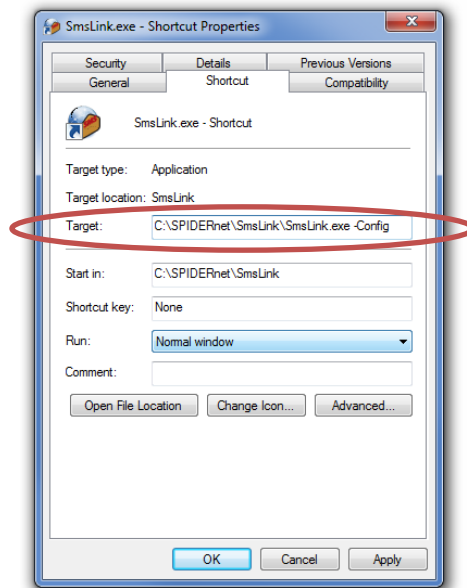 SmsLink.exe - Shortcut Properties
Security Details Previous Versions
General Shortcut Compatibility
SmsLink.exe - Shortcut
Target type: Application
Target location: SmsLink
Target: C:\SPIDERnet\SmsLink\SmsLink.exe -Config
Start in: C:\SPIDERnet\SmsLink
Shortcut key: None
Run: Normal window
Comment:
Open File Location Change Icon... Advanced...
OK Cancel Apply